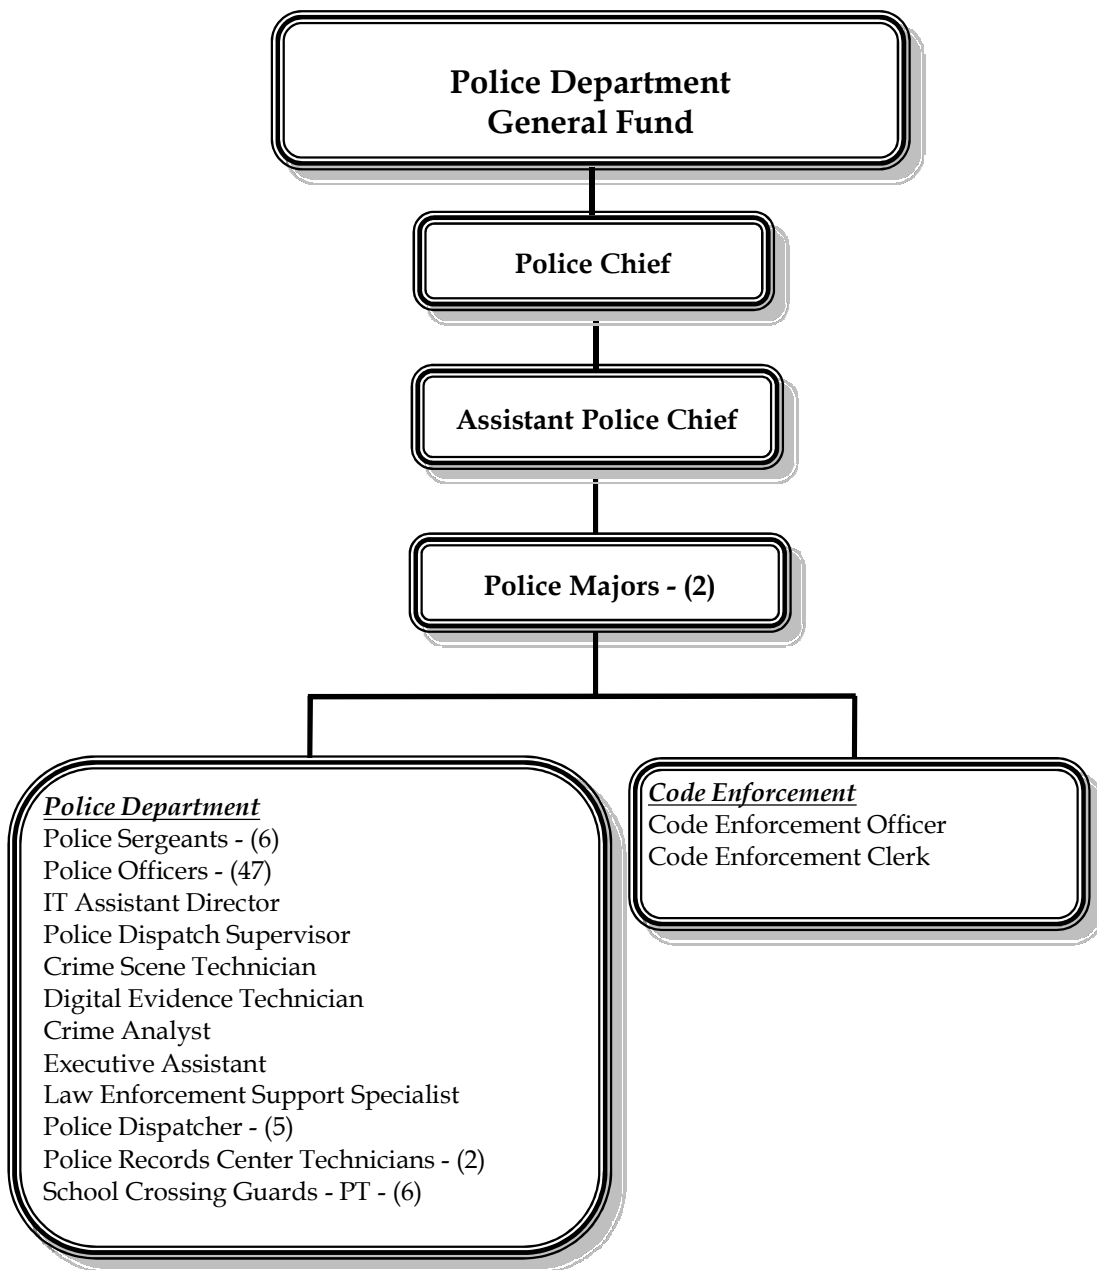 Police Department
General Fund
Police Chief
Assistant Police Chief
Police Majors - (2)
Police Department
Police Sergeants - (6)
Police Officers - (47)
IT Assistant Director
Police Dispatch Supervisor
Crime Scene Technician
Digital Evidence Technician
Crime Analyst
Executive Assistant
Law Enforcement Support Specialist
Police Dispatcher - (5)
Police Records Center Technicians - (2)
School Crossing Guards - PT - (6)
Code Enforcement
Code Enforcement Officer
Code Enforcement Clerk